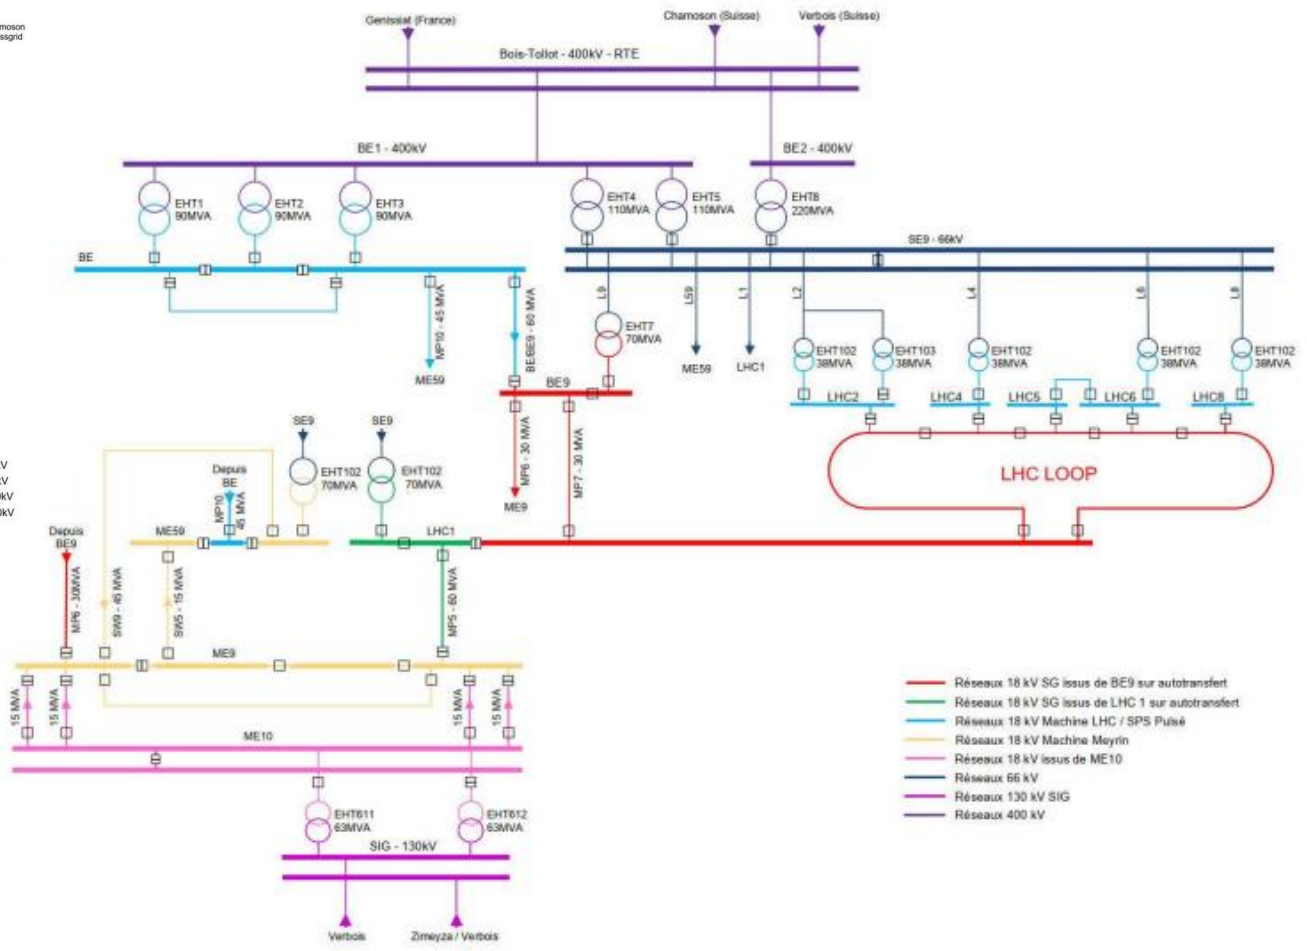 moson
ssgrid
Genissiat (France)
Chamoson (Suisse)
Verbois (Suisse)
Bois-Tollot - 400kV - RTE
BE1 - 400kV
BE2 - 400kV
EHT1
90MVA
EHT2
90MVA
EHT3
90MVA
EHT4
110MVA
EHT5
110MVA
EHT8
220MVA
BE
SE9 - 66kV
MP10 - 45 MVA
ME59
BE/BE9 - 60 MVA
L9
EHT7
70MVA
L59
ME59
L1
LHC1
L2
L4
L6
L8
EHT102
38MVA
EHT103
38MVA
EHT102
38MVA
EHT102
38MVA
EHT102
38MVA
BE9
LHC2
LHC4
LHC5
LHC6
LHC8
MP6 - 30 MVA
ME9
MP7 - 30 MVA
LHC LOOP
kV
kV
0kV
0kV
SE9
EHT102
70MVA
SE9
EHT102
70MVA
Depuis
BE
MP10
45 MVA
ME59
LHC1
Depuis
BE9
MP6 - 30MVA
SW9 - 45 MVA
SW5 - 15 MVA
MP5 - 60 MVA
ME9
15 MVA
15 MVA
15 MVA
15 MVA
ME10
EHT611
63MVA
EHT612
63MVA
SIG - 130kV
Verbois
Zimeyza / Verbois
Réseaux 18 kV SG issus de BE9 sur autotransfert
Réseaux 18 kV SG issus de LHC 1 sur autotransfert
Réseaux 18 kV Machine LHC / SPS Pulsé
Réseaux 18 kV Machine Meyrin
Réseaux 18 kV issus de ME10
Réseaux 66 kV
Réseaux 130 kV SIG
Réseaux 400 kV